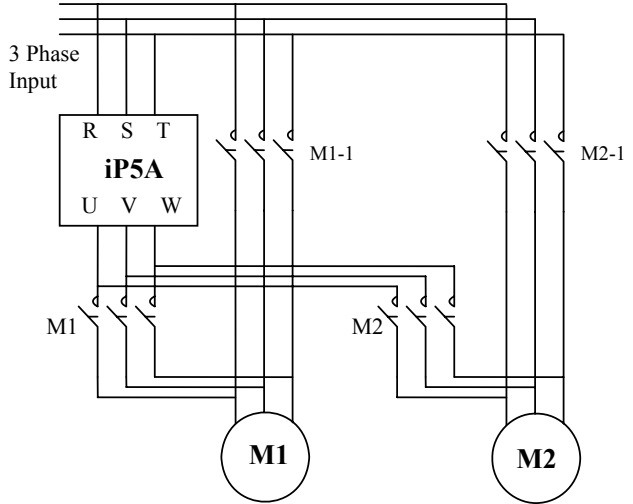 3 Phase
Input
R S T
iP5A
U V W
M1-1
M2-1
M1
M2
M1
M2